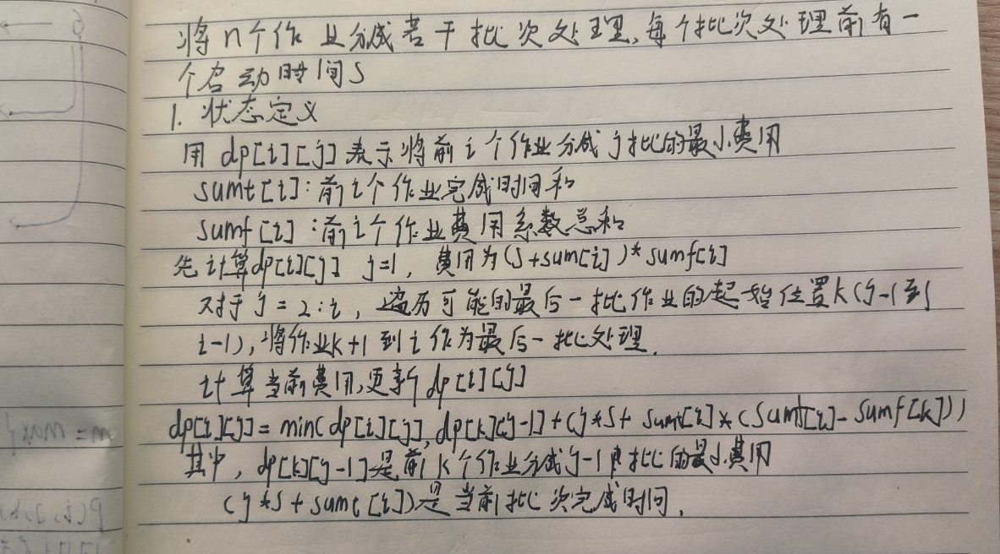 将n个作业分成若干批次处理,每个批次处理前有一
个启动时间S
1. 状态定义
用 dp[i][j] 表示将前i个作业分成j批的最小费用
sumt[i]:前i个作业完成时间和
sumf[i]:前i个作业费用系数总和
先计算dp[i][j] j=1, 费用为(S+sum[i])*sumf[i]
对于j=2:i, 遍历可能的最后一批作业的起始位置k(j-1到
i-1),将作业k+1到i作为最后一批处理.
计算当前费用,更新dp[i][j]
dp[i][j]=min(dp[i][j],dp[k][j-1]+(j*S+sumt[i]*(sumf[i]-sumf[k]))
其中,dp[k][j-1]是前k个作业分成j-1批的最小费用
(j*S+sumt[i])是当前批次完成时间.